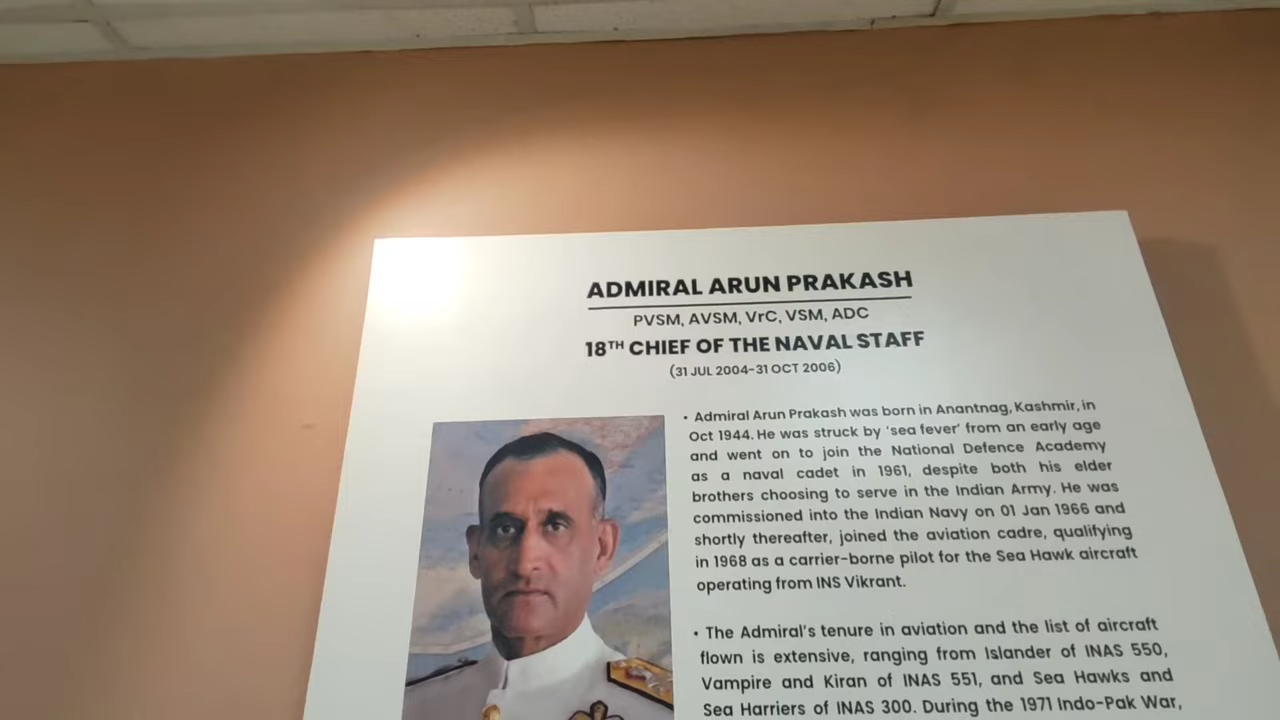 ADMIRAL ARUN PRAKASH
PVSM, AVSM, VrC, VSM, ADC
18TH CHIEF OF THE NAVAL STAFF
(31 JUL 2004-31 OCT 2006)
• Admiral Arun Prakash was born in Anantnag, Kashmir, in
Oct 1944. He was struck by ‘sea fever’ from an early age
and went on to join the National Defence Academy
as a naval cadet in 1961, despite both his elder
brothers choosing to serve in the Indian Army. He was
commissioned into the Indian Navy on 01 Jan 1966 and
shortly thereafter, joined the aviation cadre, qualifying
in 1968 as a carrier-borne pilot for the Sea Hawk aircraft
operating from INS Vikrant.
• The Admiral’s tenure in aviation and the list of aircraft
flown is extensive, ranging from Islander of INAS 550,
Vampire and Kiran of INAS 551, and Sea Hawks and
Sea Harriers of INAS 300. During the 1971 Indo-Pak War,